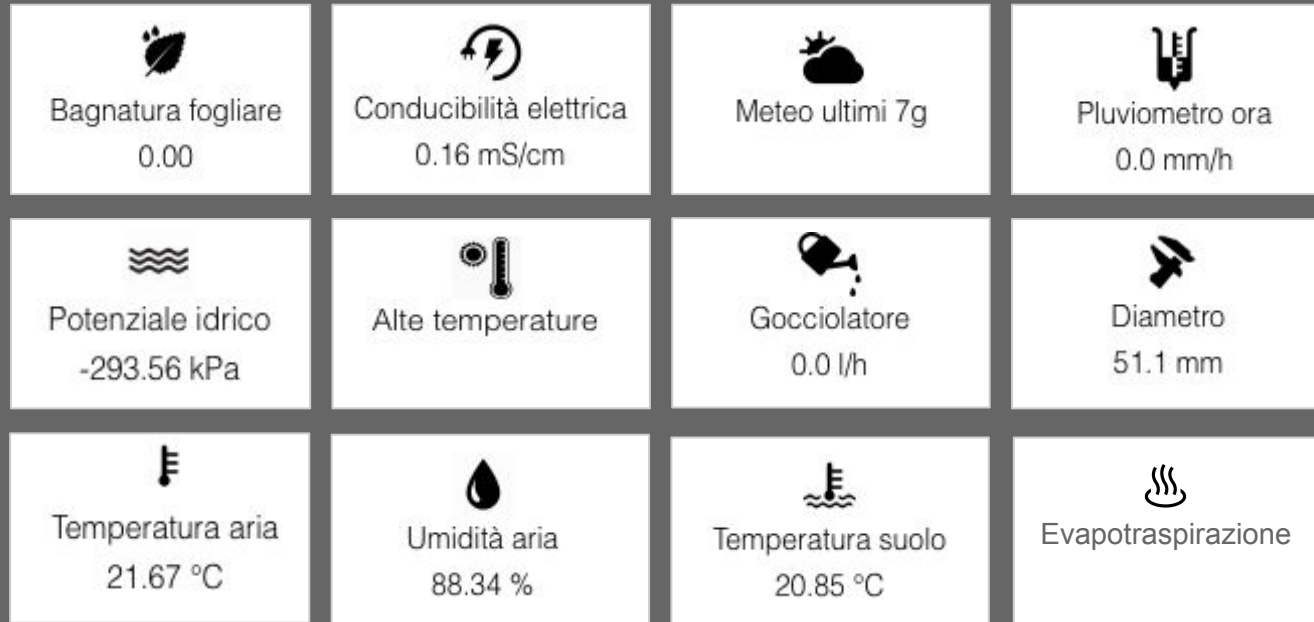 Bagnatura fogliare
0.00
Conducibilità elettrica
0.16 mS/cm
Meteo ultimi 7g
Pluviometro ora
0.0 mm/h
Potenziale idrico
-293.56 kPa
Alte temperature
Gocciolatore
0.0 l/h
Diametro
51.1 mm
Temperatura aria
21.67 °C
Umidità aria
88.34 %
Temperatura suolo
20.85 °C
Evapotraspirazione